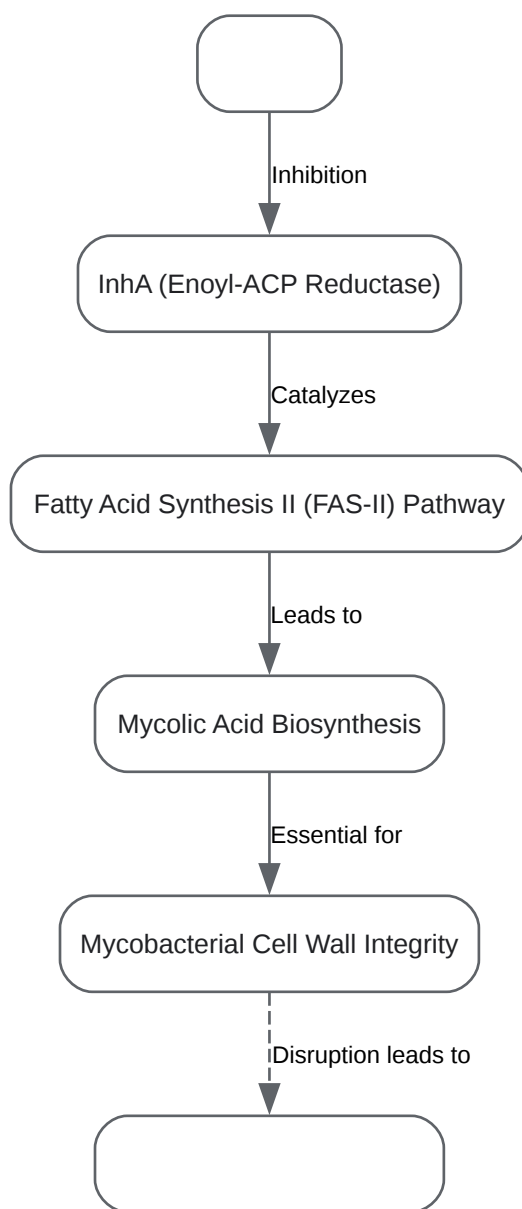 Inhibition
InhA (Enoyl-ACP Reductase)
Catalyzes
Fatty Acid Synthesis II (FAS-II) Pathway
Leads to
Mycolic Acid Biosynthesis
Essential for
Mycobacterial Cell Wall Integrity
Disruption leads to